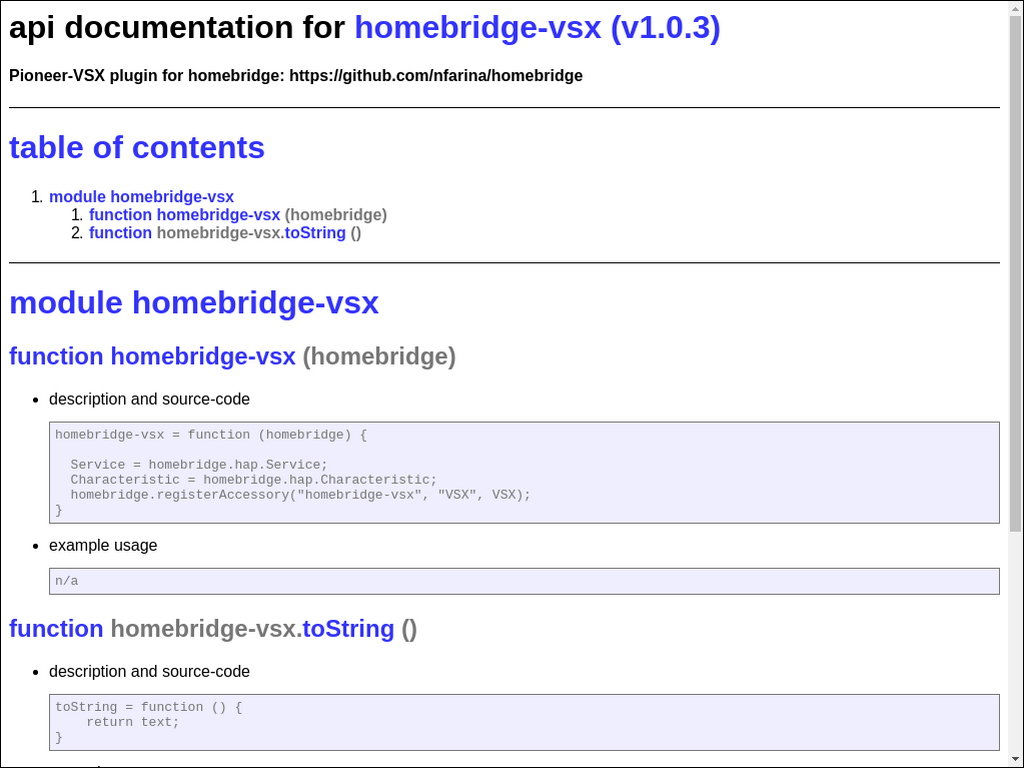 api documentation for homebridge-vsx (v1.0.3)
Pioneer-VSX plugin for homebridge: https://github.com/nfarina/homebridge
table of contents
1. module homebridge-vsx
1. function homebridge-vsx (homebridge)
2. function homebridge-vsx.toString ()
module homebridge-vsx
function homebridge-vsx (homebridge)
• description and source-code
homebridge-vsx = function (homebridge) {
Service = homebridge.hap.Service;
Characteristic = homebridge.hap.Characteristic;
homebridge.registerAccessory("homebridge-vsx", "VSX", VSX);
}
• example usage
n/a
function homebridge-vsx.toString ()
• description and source-code
toString = function () {
return text;
}